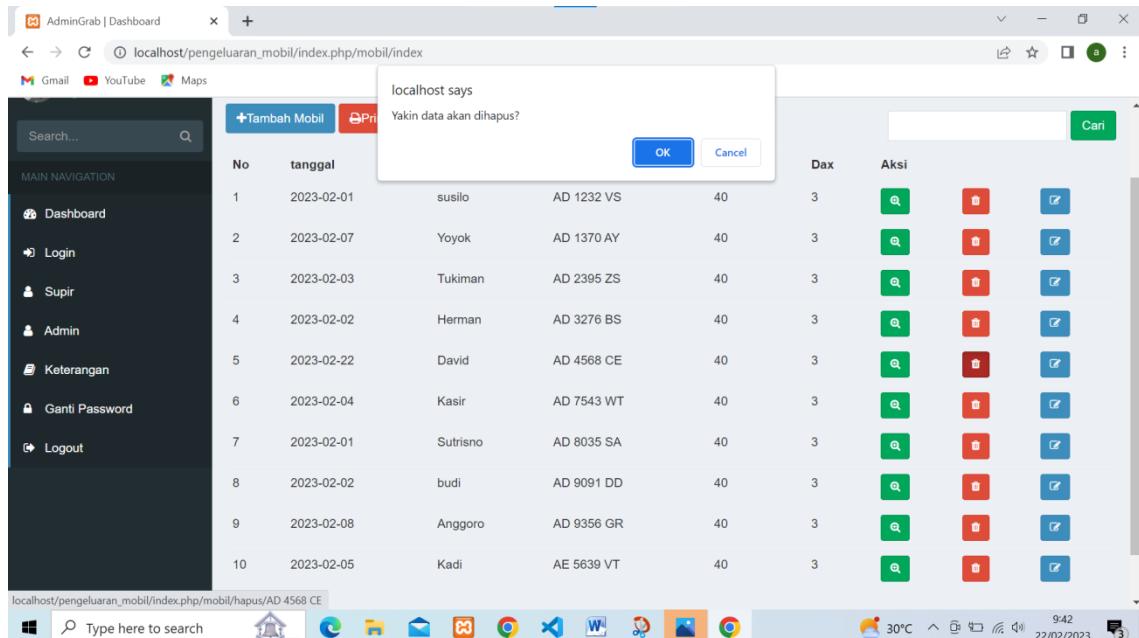 AdminGrab | Dashboard
localhost/pengeluaran_mobil/index.php/mobil/index
a
Gmail YouTube Maps
localhost says
Yakin data akan dihapus?
OK Cancel
Search...
+Tambah Mobil
Cari
MAIN NAVIGATION
Dashboard
Login
Supir
Admin
Keterangan
Ganti Password
Logout
No tanggal Dax Aksi
1 2023-02-01 susilo AD 1232 VS 40 3
2 2023-02-07 Yoyok AD 1370 AY 40 3
3 2023-02-03 Tukiman AD 2395 ZS 40 3
4 2023-02-02 Herman AD 3276 BS 40 3
5 2023-02-22 David AD 4568 CE 40 3
6 2023-02-04 Kasir AD 7543 WT 40 3
7 2023-02-01 Sutrisno AD 8035 SA 40 3
8 2023-02-02 budi AD 9091 DD 40 3
9 2023-02-08 Anggoro AD 9356 GR 40 3
10 2023-02-05 Kadi AE 5639 VT 40 3
localhost/pengeluaran_mobil/index.php/mobil/hapus/AD 4568 CE
Type here to search
30°C
9:42
22/02/2023